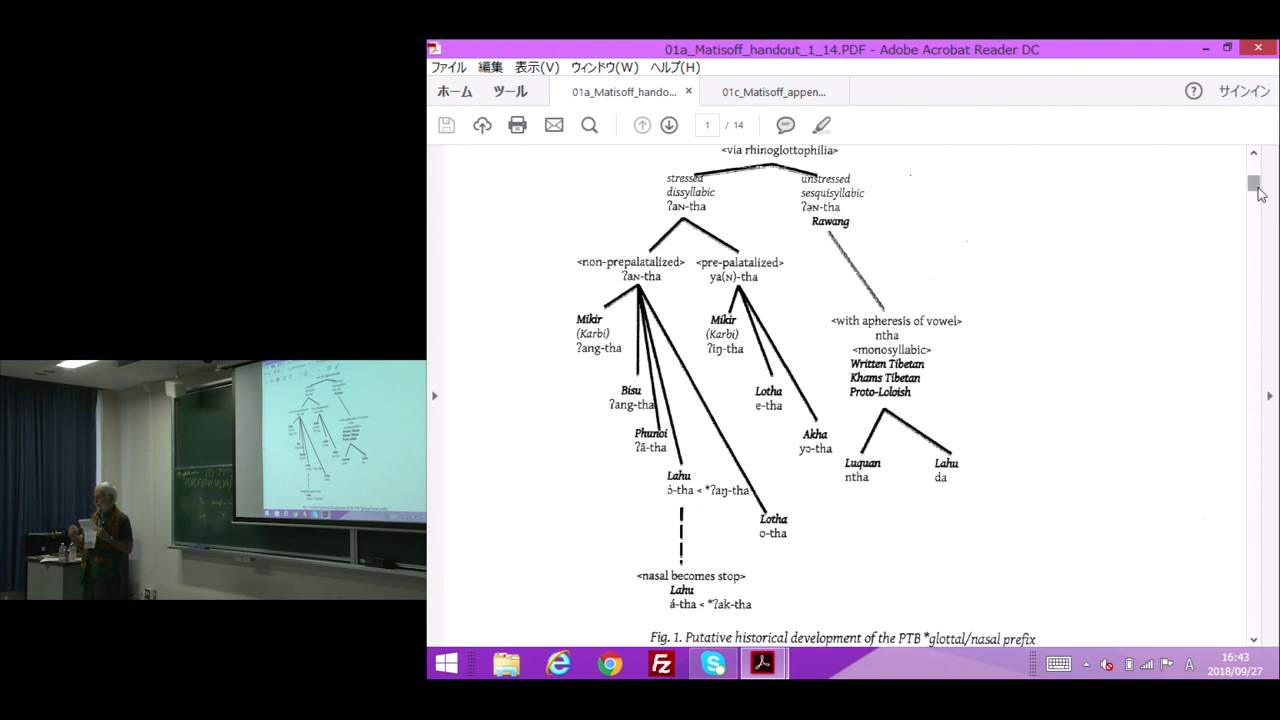 01a_Matisoff_handout_1_14.PDF - Adobe Acrobat Reader DC
ファイル 編集 表示(V) ウィンドウ(W) ヘルプ(H)
ホーム ツール 01a_Matisoff_hando... × 01c_Matisoff_appen... サインイン
1 / 14
<via rhinoglottophilia>
stressed
dissyllabic
ʔaɴ-tha
unstressed
sesquisyllabic
ʔəɴ-tha
Rawang
<non-prepalatalized>
ʔaɴ-tha
<pre-palatalized>
ya(ɴ)-tha
Mikir
(Karbi)
ʔang-tha
Mikir
(Karbi)
ʔiŋ-tha
<with apheresis of vowel>
ntha
<monosyllabic>
Written Tibetan
Khams Tibetan
Proto-Loloish
Bisu
ʔang-tha
Lotha
e-tha
Phunoi
ʔã-tha
Akha
yɔ-tha
Lahu
ɔ̀-tha < *ʔaŋ-tha
Luquan
ntha
Lahu
da
Lotha
o-tha
<nasal becomes stop>
Lahu
á-tha < *ʔak-tha
Fig. 1. Putative historical development of the PTB *glottal/nasal prefix
A 16:43
2018/09/27